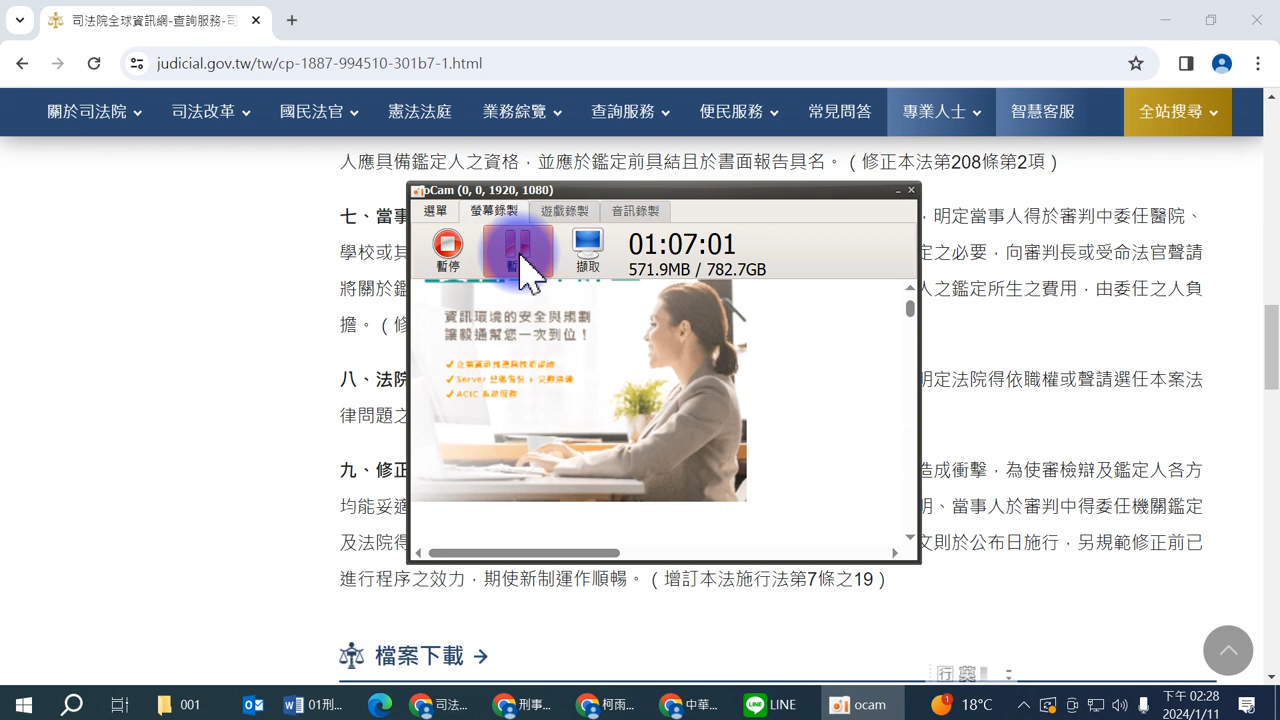 司法院全球資訊網-查詢服務-司
judicial.gov.tw/tw/cp-1887-994510-301b7-1.html
關於司法院 司法改革 國民法官 憲法法庭 業務綜覽 查詢服務 便民服務 常見問答 專業人士 智慧客服 全站搜尋
人應具備鑑定人之資格，並應於鑑定前具結且於書面報告具名。（修正本法第208條第2項）
oCam (0, 0, 1920, 1080)
選單 螢幕錄製 遊戲錄製 音訊錄製
七、當事 明定當事人得於審判中委任醫院、
01:07:01
學校或其 定之必要，向審判長或受命法官聲請
暫停 暫 擷取 571.9MB / 782.7GB
將關於鑑 人之鑑定所生之費用，由委任之人負
資訊環境的安全與規劃
擔。（修
讓毅通幫您一次到位！
Server
八、法院 明定法院得依職權或聲請選任本案法
ACIC 系統服務
律問題之
九、修正 造成衝擊，為使審檢辯及鑑定人各方
均能妥適 明、當事人於審判中得委任機關鑑定
及法院得 文則於公布日施行，另規範修正前已
進行程序之效力，期使新制運作順暢。（增訂本法施行法第7條之19）
檔案下載
行 英
001 01刑... 司法... 刑事... 柯雨... 中華... LINE ocam 1 18°C 下午 02:28
2024/1/11